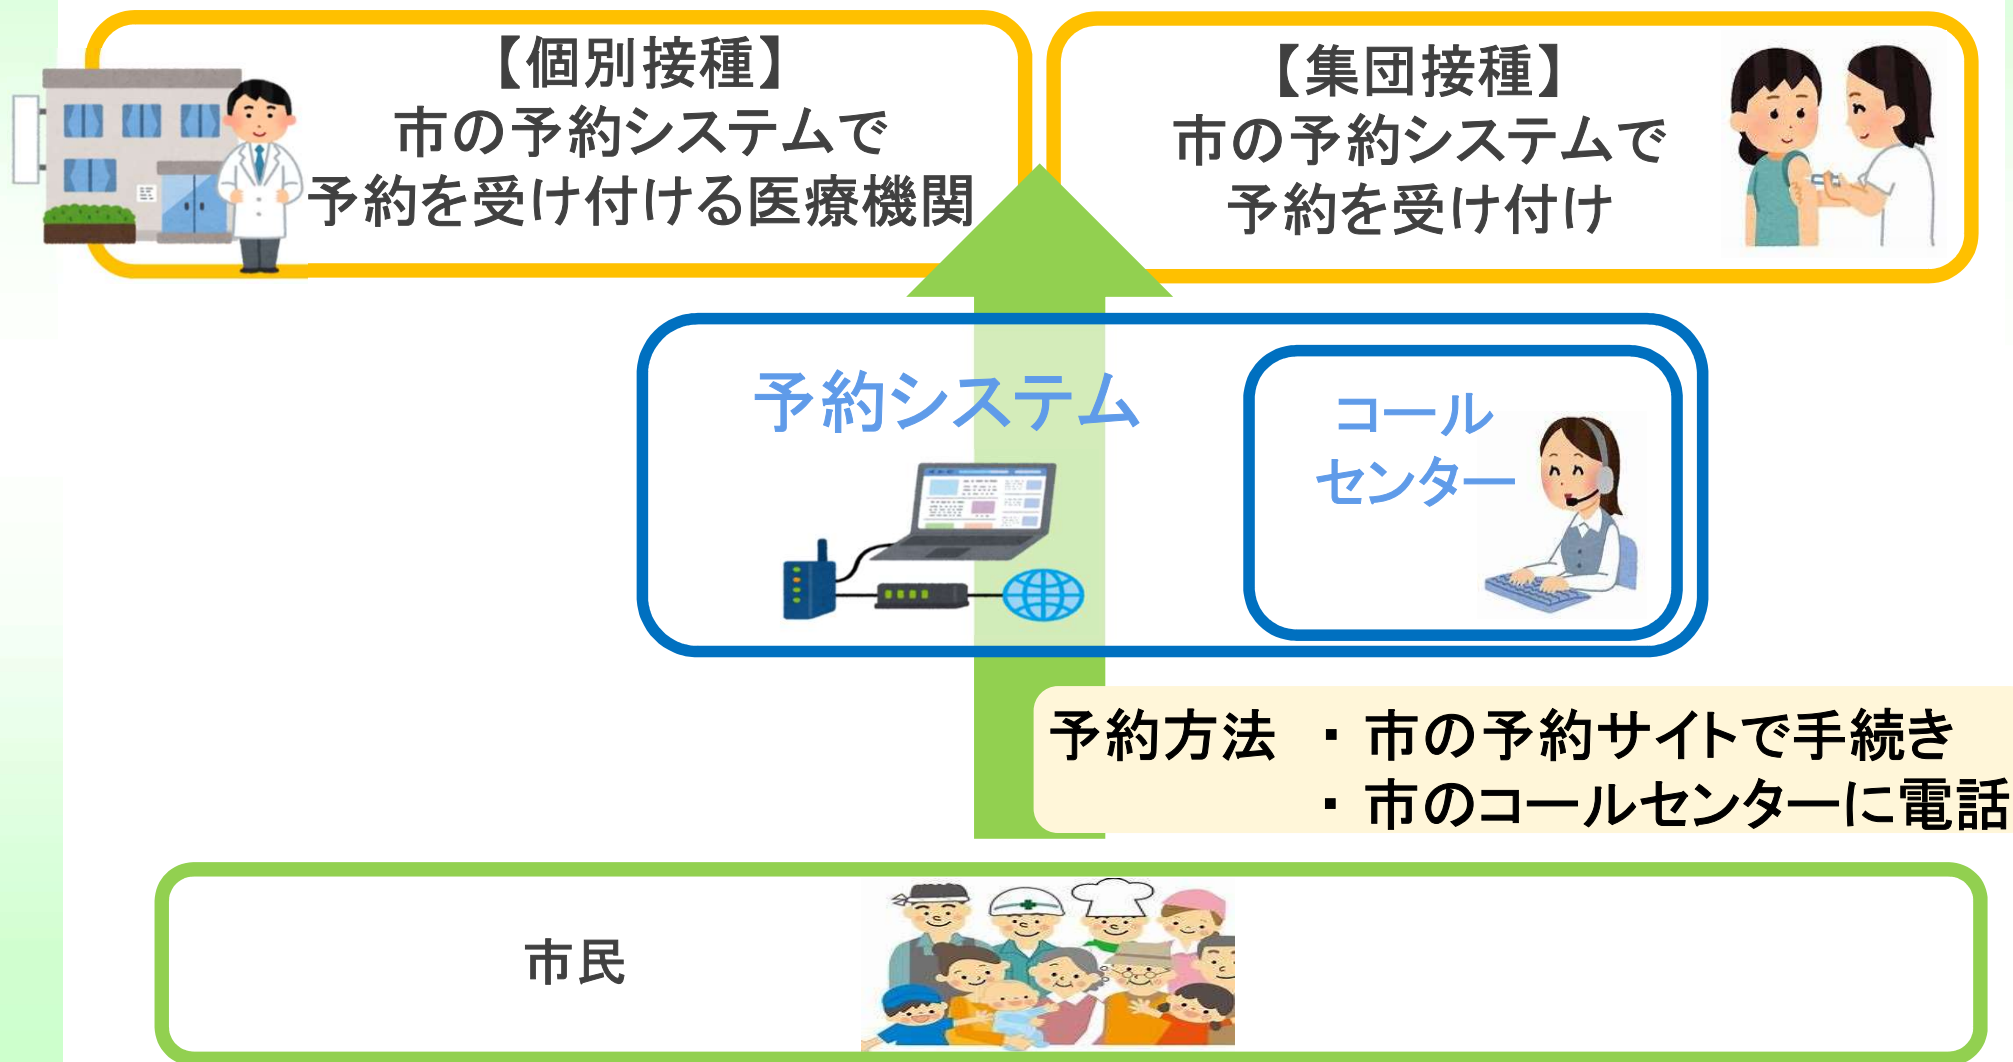 【個別接種】
市の予約システムで
予約を受け付ける医療機関
【集団接種】
市の予約システムで
予約を受け付け
予約システム
コール
センター
予約方法 ・市の予約サイトで手続き
・市のコールセンターに電話
市民